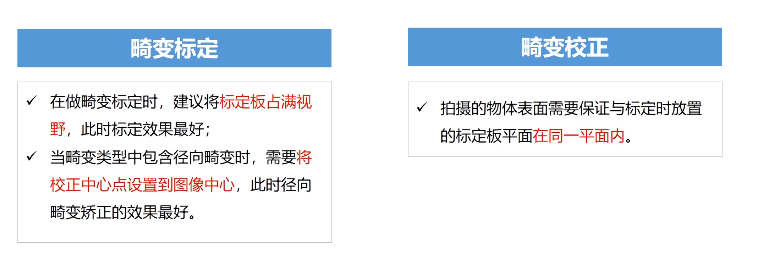 畸变标定
在做畸变标定时，建议将标定板占满视
野，此时标定效果最好；
当畸变类型中包含径向畸变时，需要将
校正中心点设置到图像中心，此时径向
畸变矫正的效果最好。
畸变校正
拍摄的物体表面需要保证与标定时放置
的标定板平面在同一平面内。